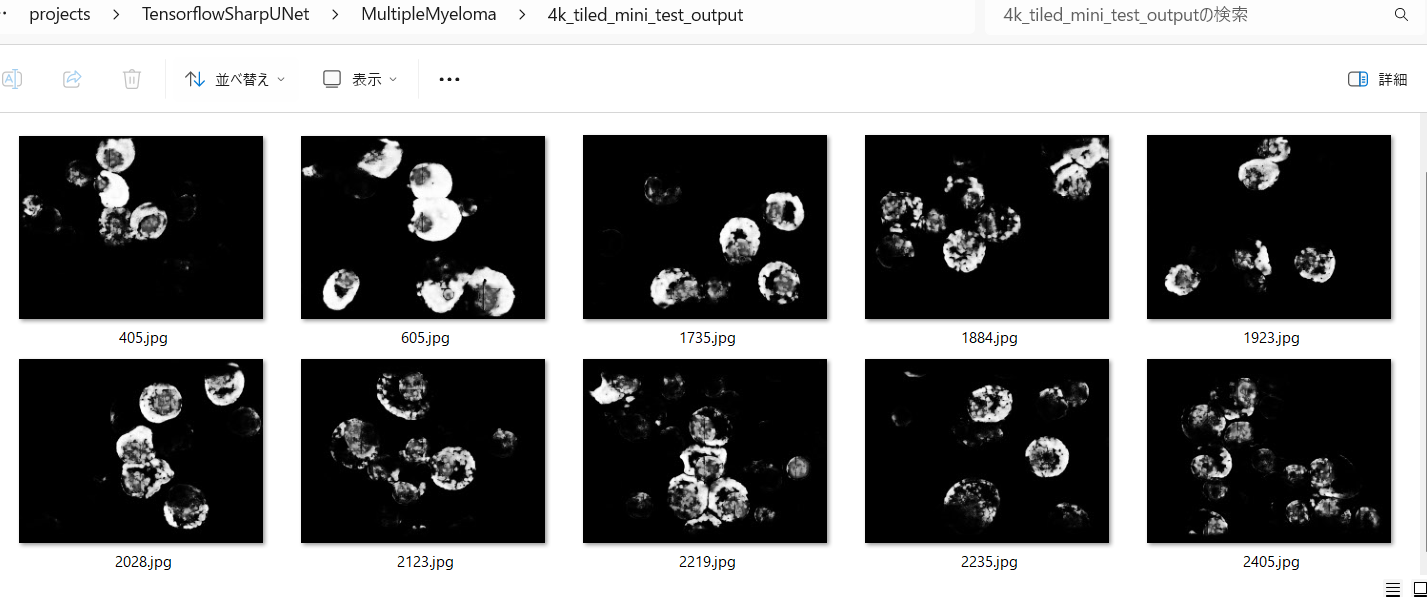 projects > TensorflowSharpUNet > MultipleMyeloma > 4k_tiled_mini_test_output
4k_tiled_mini_test_outputの検索
並べ替え 表示 ••• 詳細
405.jpg 605.jpg 1735.jpg 1884.jpg 1923.jpg
2028.jpg 2123.jpg 2219.jpg 2235.jpg 2405.jpg